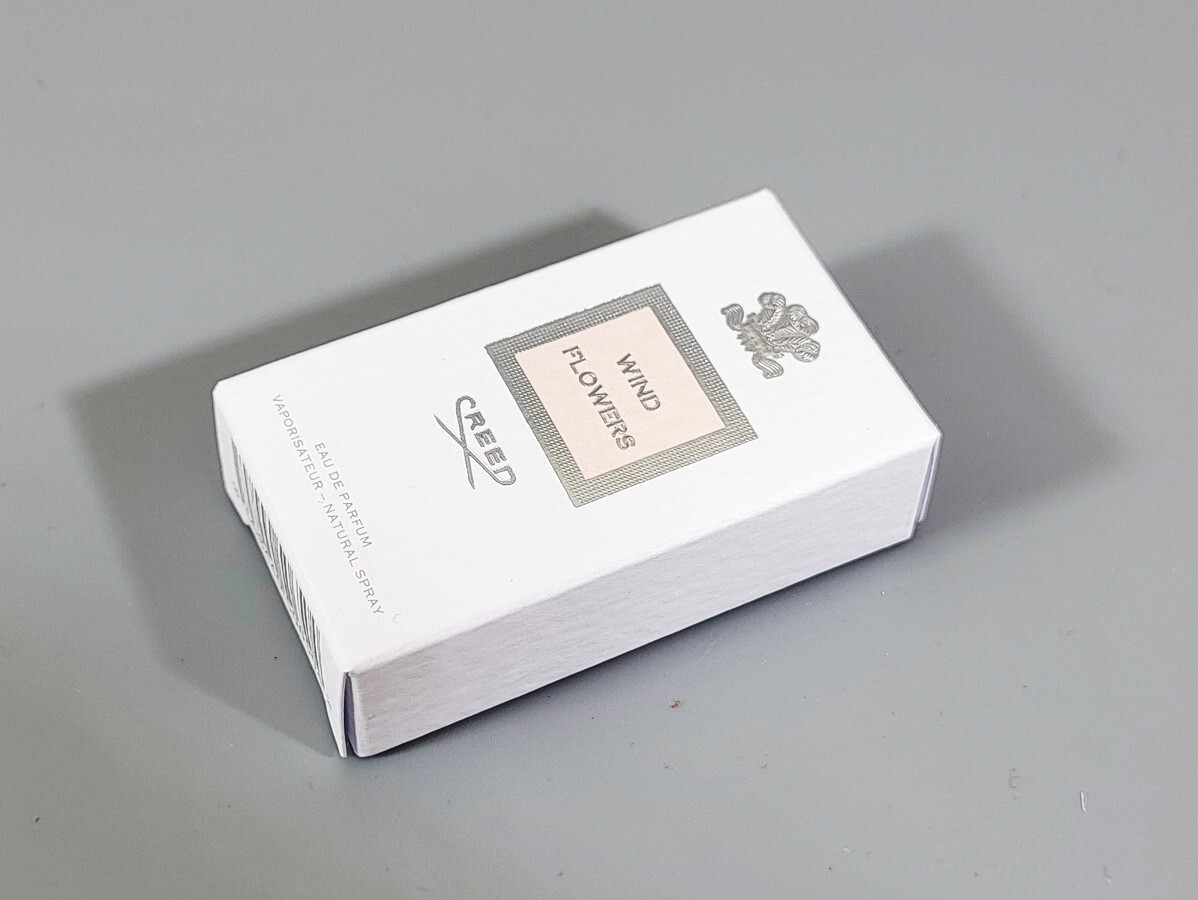 WIND
FLOWERS
CREED
EAU DE PARFUM
VAPORISATEUR – NATURAL SPRAY